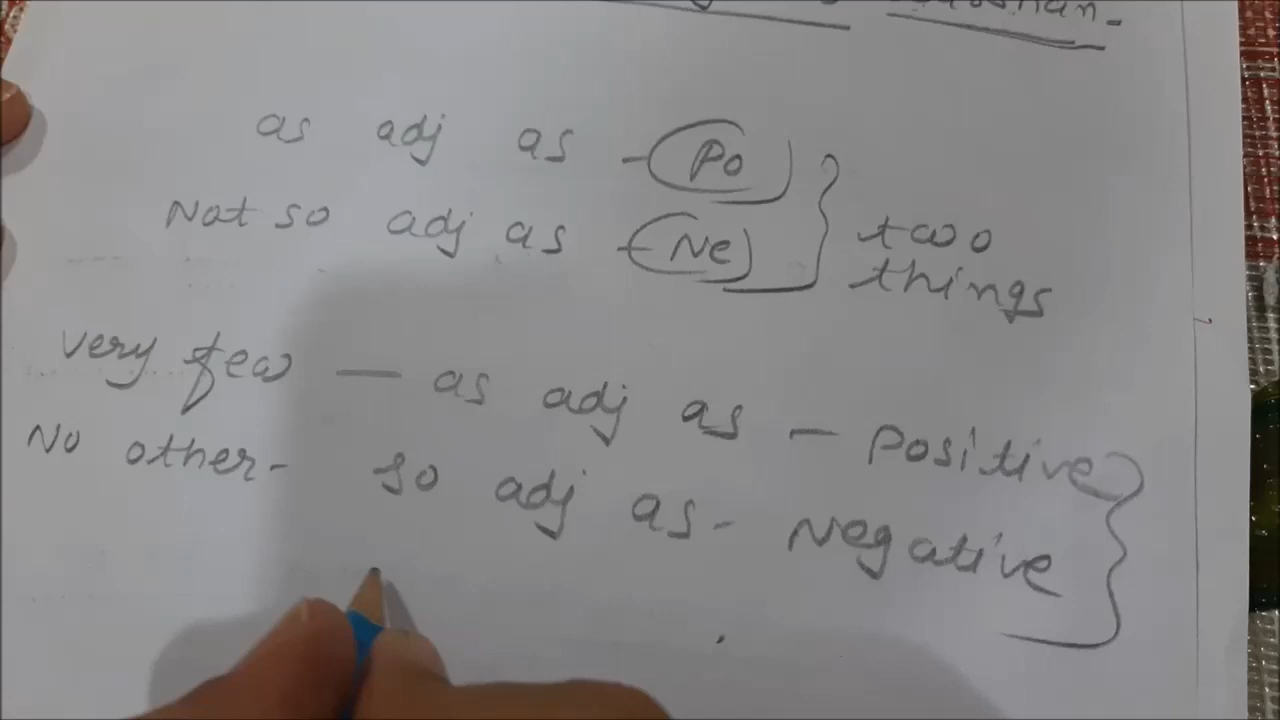 as adj as - Po
Not so adj as - Ne
two
things
very few — as adj as — Positive
No other - so adj as - Negative